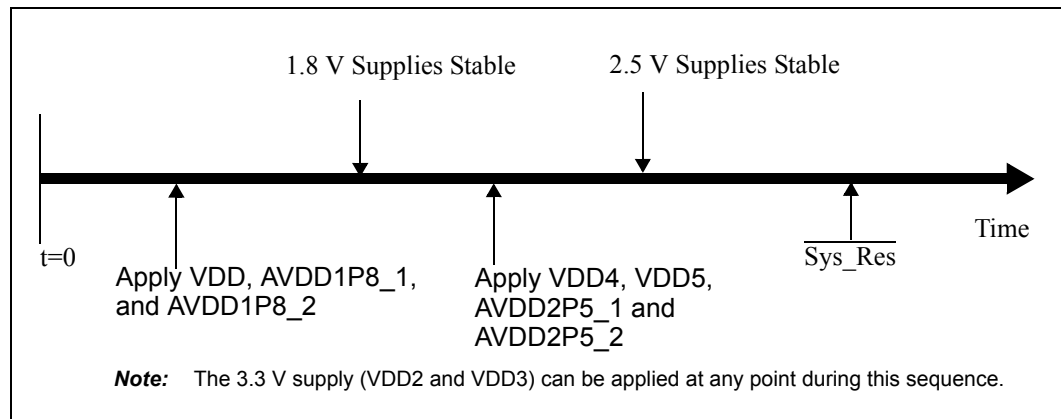 1.8 V Supplies Stable
2.5 V Supplies Stable
t=0
Time
Sys_Res
Apply VDD, AVDD1P8_1,
and AVDD1P8_2
Apply VDD4, VDD5,
AVDD2P5_1 and
AVDD2P5_2
Note: The 3.3 V supply (VDD2 and VDD3) can be applied at any point during this sequence.